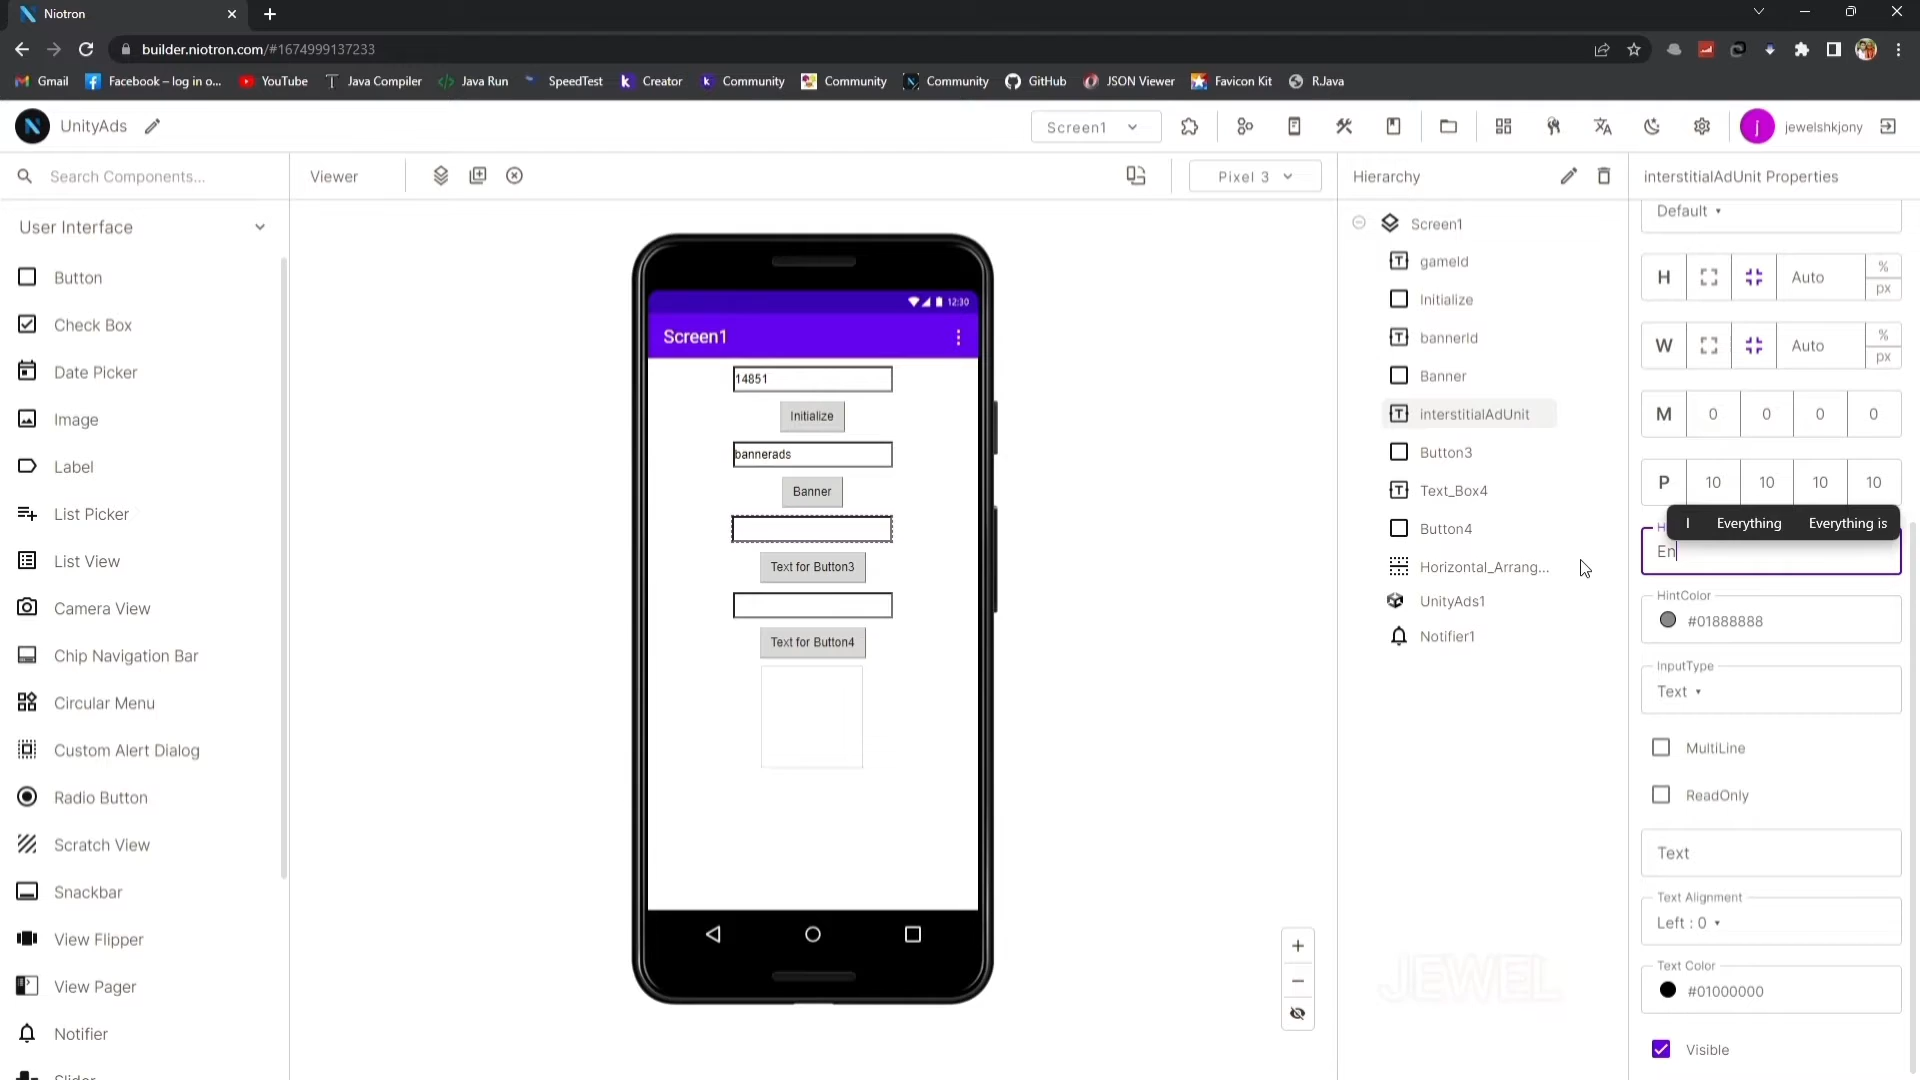 Niotron
builder.niotron.com/#1674999137233
Gmail
Facebook – log in o...
YouTube
Java Compiler
Java Run
SpeedTest
Creator
Community
Community
Community
GitHub
JSON Viewer
Favicon Kit
R.Java
UnityAds
Screen1
jewelshkjony
Search Components...
Viewer
Pixel 3
Hierarchy
interstitialAdUnit Properties
User Interface
Button
Check Box
Date Picker
Image
Label
List Picker
List View
Camera View
Chip Navigation Bar
Circular Menu
Custom Alert Dialog
Radio Button
Scratch View
Snackbar
View Flipper
View Pager
Notifier
12:30
Screen1
14851
Initialize
bannerads
Banner
Text for Button3
Text for Button4
Screen1
gameId
Initialize
bannerId
Banner
interstitialAdUnit
Button3
Text_Box4
Button4
Horizontal_Arrang...
UnityAds1
Notifier1
Default
H Auto % px
W Auto % px
M 0 0 0 0
P 10 10 10 10
I Everything Everything is
En
HintColor
#01888888
InputType
Text
MultiLine
ReadOnly
Text
Text Alignment
Left : 0
Text Color
#01000000
Visible
JEWEL